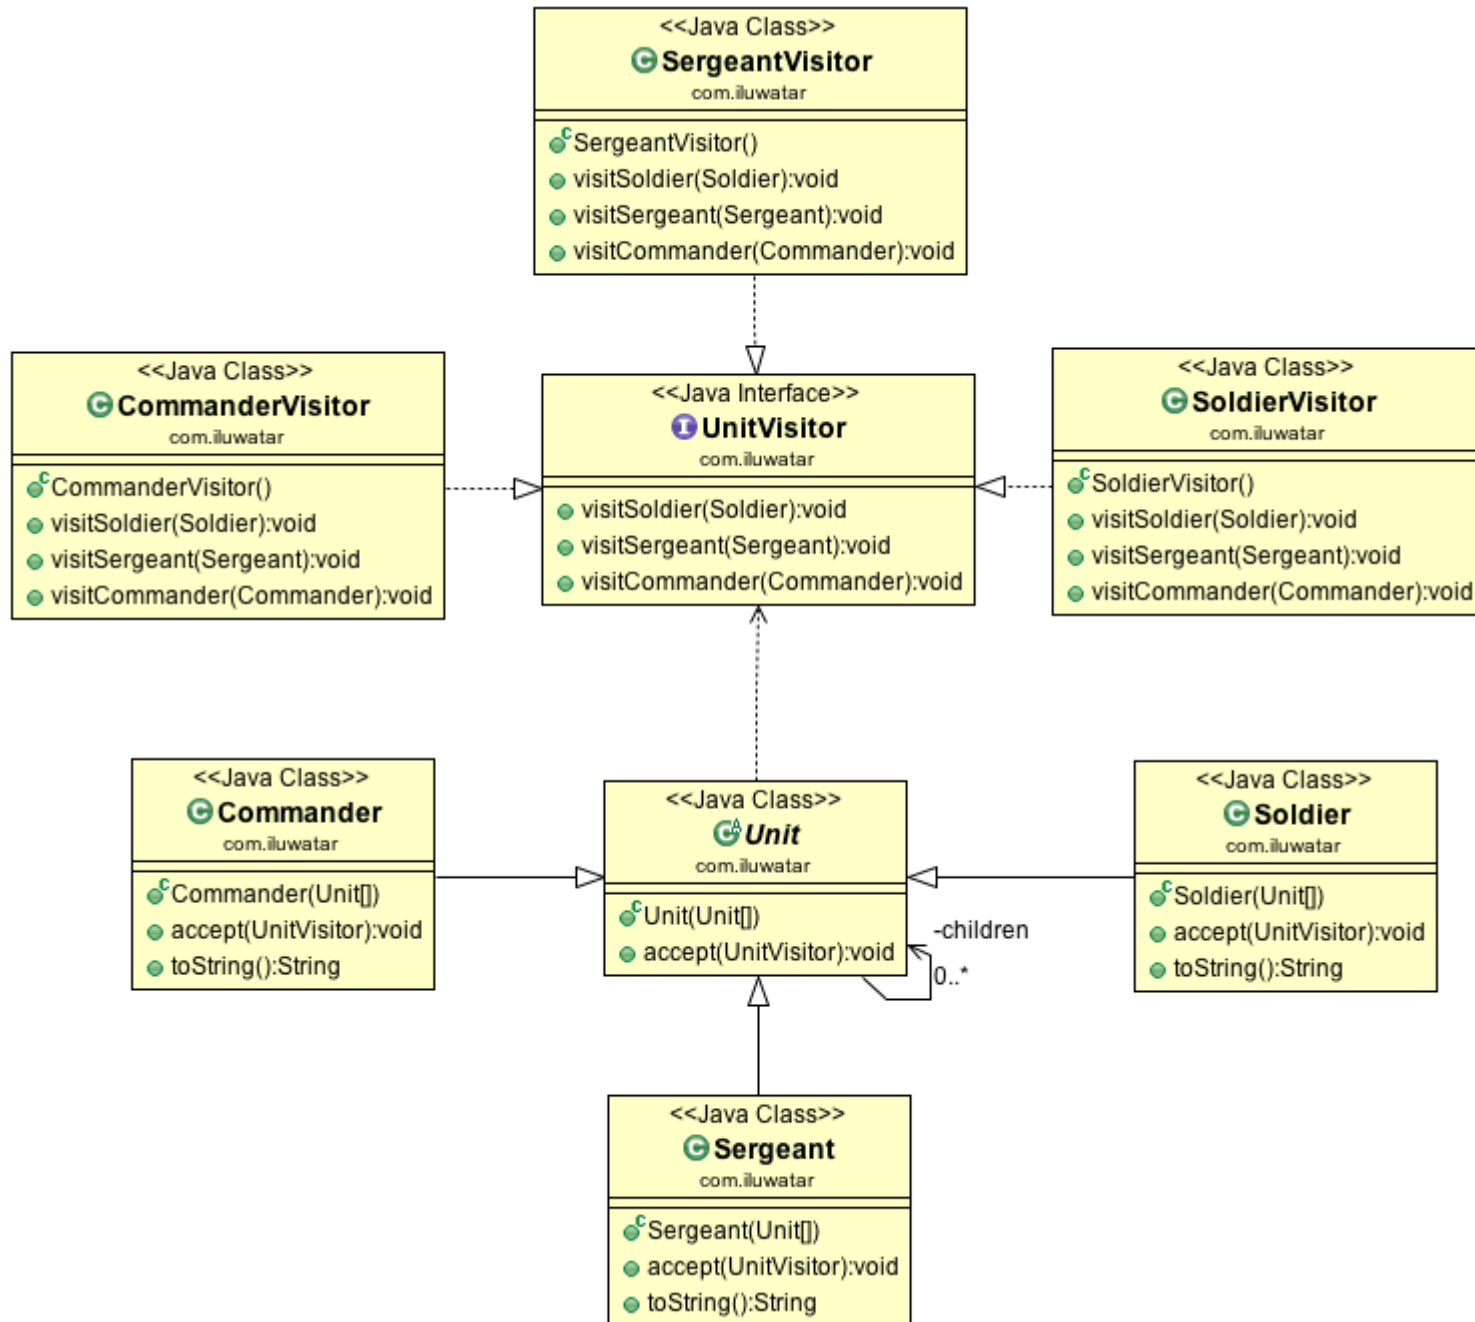 <<Java Class>>
SergeantVisitor
com.iluwatar
SergeantVisitor()
visitSoldier(Soldier):void
visitSergeant(Sergeant):void
visitCommander(Commander):void
<<Java Class>>
CommanderVisitor
com.iluwatar
CommanderVisitor()
visitSoldier(Soldier):void
visitSergeant(Sergeant):void
visitCommander(Commander):void
<<Java Interface>>
UnitVisitor
com.iluwatar
visitSoldier(Soldier):void
visitSergeant(Sergeant):void
visitCommander(Commander):void
<<Java Class>>
SoldierVisitor
com.iluwatar
SoldierVisitor()
visitSoldier(Soldier):void
visitSergeant(Sergeant):void
visitCommander(Commander):void
<<Java Class>>
Commander
com.iluwatar
Commander(Unit[])
accept(UnitVisitor):void
toString():String
<<Java Class>>
Unit
com.iluwatar
Unit(Unit[])
accept(UnitVisitor):void
-children
0..*
<<Java Class>>
Soldier
com.iluwatar
Soldier(Unit[])
accept(UnitVisitor):void
toString():String
<<Java Class>>
Sergeant
com.iluwatar
Sergeant(Unit[])
accept(UnitVisitor):void
toString():String